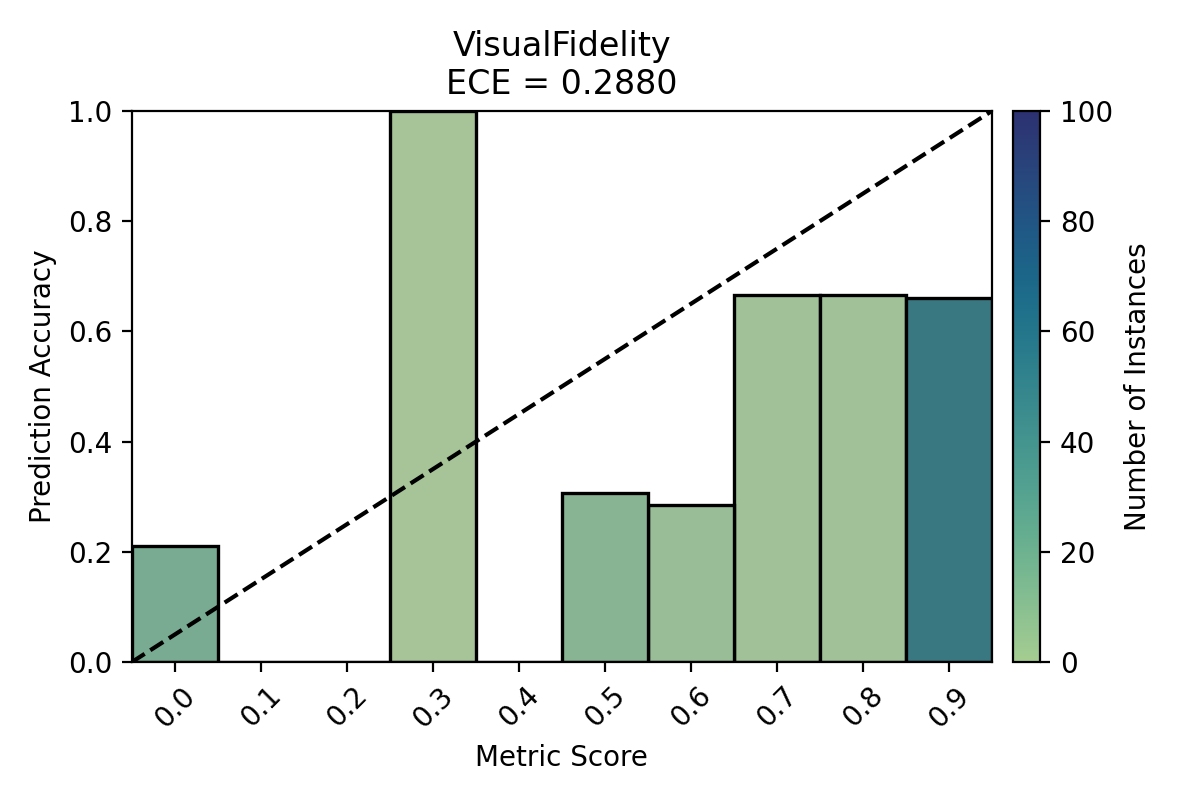 VisualFidelity
ECE = 0.2880
Prediction Accuracy
1.0
0.8
0.6
0.4
0.2
0.0
0.0 0.1 0.2 0.3 0.4 0.5 0.6 0.7 0.8 0.9
Metric Score
100
80
60
40
20
0
Number of Instances